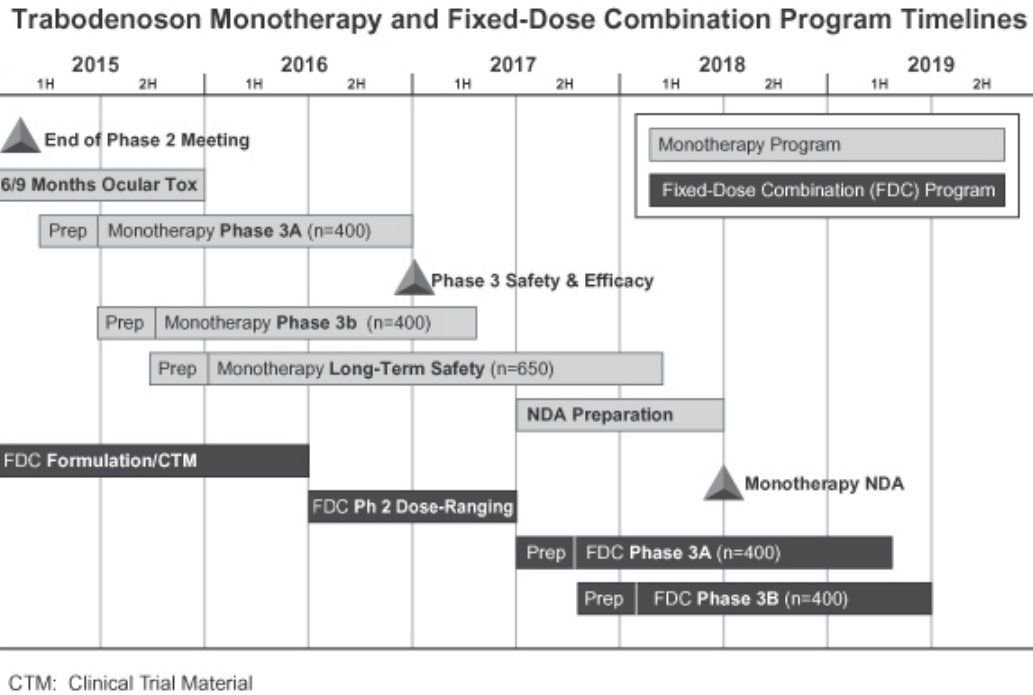 Trabodenoson Monotherapy and Fixed-Dose Combination Program Timelines
2015 2016 2017 2018 2019
1H 2H 1H 2H 1H 2H 1H 2H 1H 2H
End of Phase 2 Meeting
Monotherapy Program
6/9 Months Ocular Tox
Fixed-Dose Combination (FDC) Program
Prep Monotherapy Phase 3A (n=400)
Phase 3 Safety & Efficacy
Prep Monotherapy Phase 3b (n=400)
Prep Monotherapy Long-Term Safety (n=650)
NDA Preparation
FDC Formulation/CTM
Monotherapy NDA
FDC Ph 2 Dose-Ranging
Prep FDC Phase 3A (n=400)
Prep FDC Phase 3B (n=400)
CTM: Clinical Trial Material